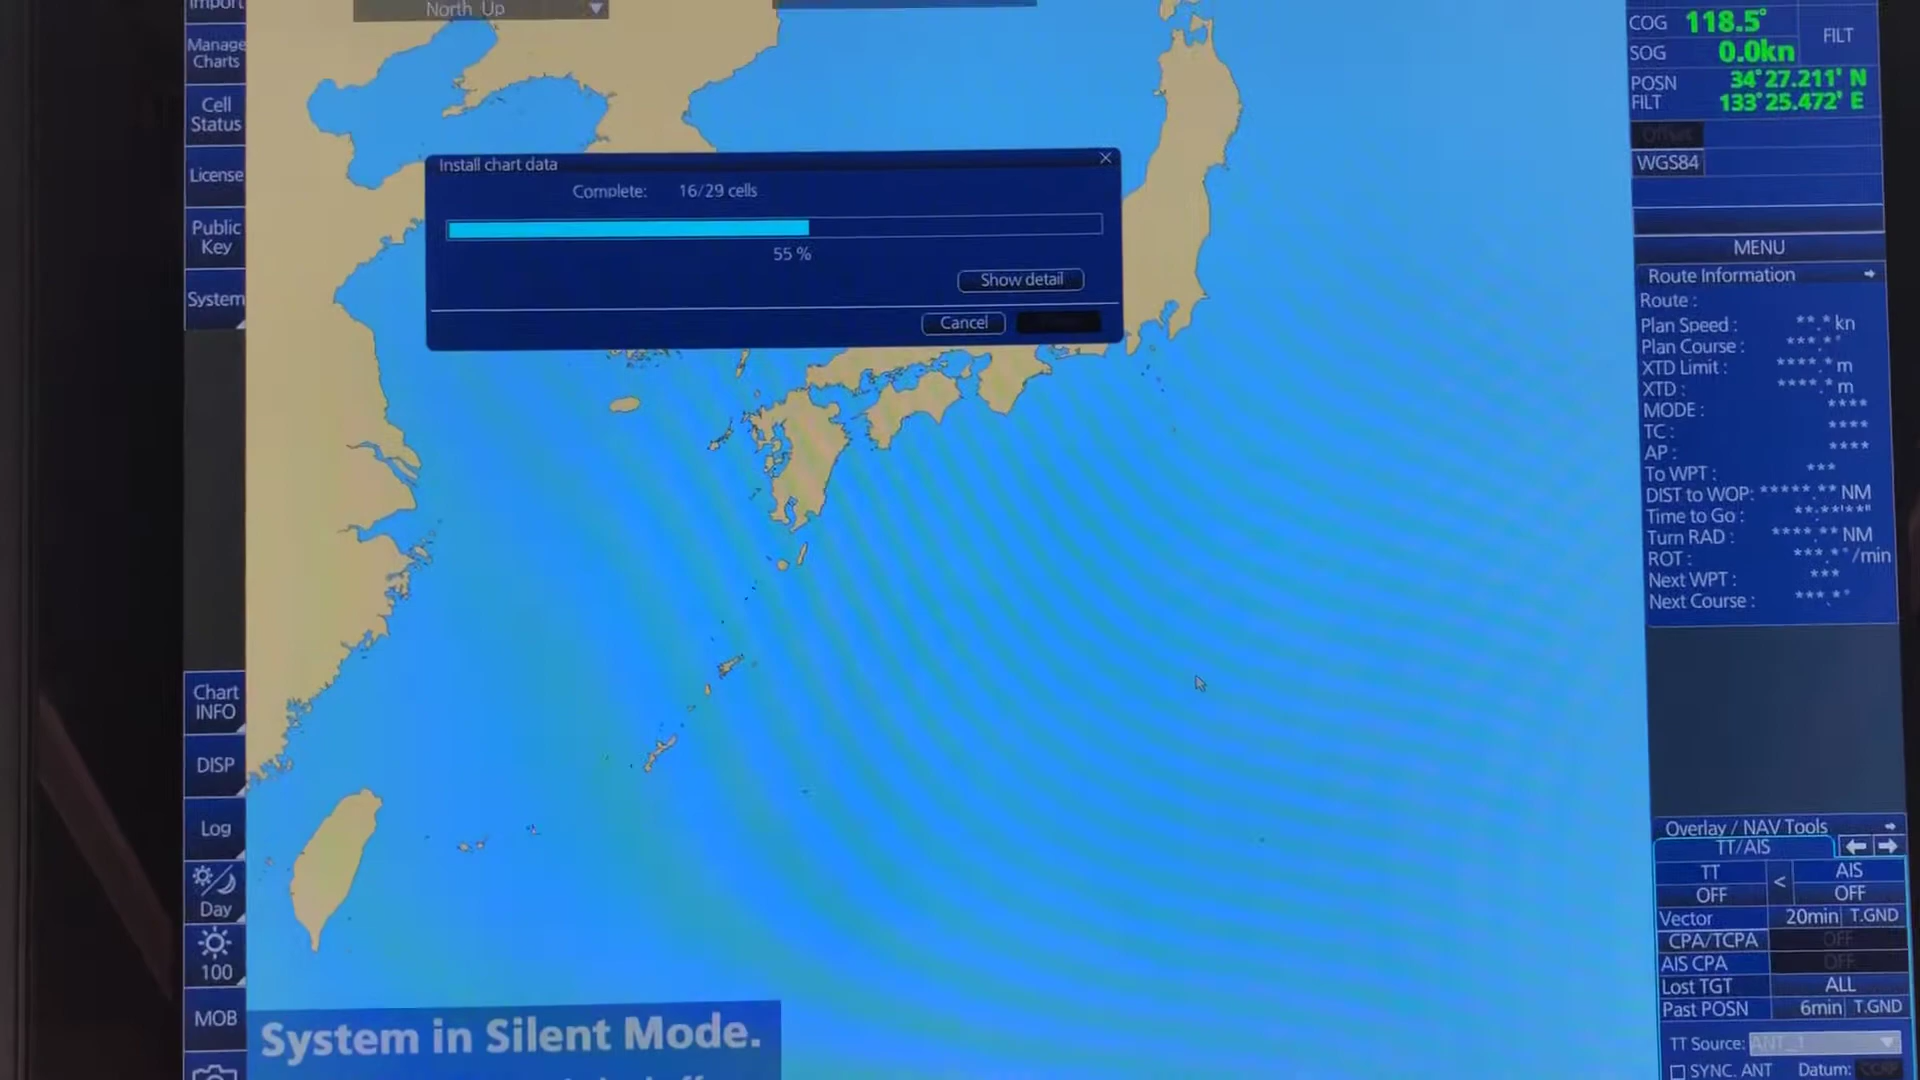 Import
North Up
Manage
Charts
Cell
Status
License
Public
Key
System
Install chart data
Complete: 16/29 cells
55 %
Show detail
Cancel
COG 118.5°
SOG 0.0kn
FILT
POSN 34°27.211' N
FILT 133°25.472' E
Offset
WGS84
MENU
Route Information
Route :
Plan Speed : **.* kn
Plan Course : ***.*°
XTD Limit : ****.* m
XTD : ****.* m
MODE : ****
TC : ****
AP : ****
To WPT : ***
DIST to WOP: *****.** NM
Time to Go : **:**'**"
Turn RAD : ****.** NM
ROT : ***.*°/min
Next WPT : ***
Next Course : ***.*°
Chart
INFO
DISP
Log
Day
100
MOB
System in Silent Mode.
Overlay / NAV Tools
TT/AIS
TT < AIS
OFF OFF
Vector 20min T.GND
CPA/TCPA OFF
AIS CPA OFF
Lost TGT ALL
Past POSN 6min T.GND
TT Source: ANT_1
SYNC. ANT Datum: